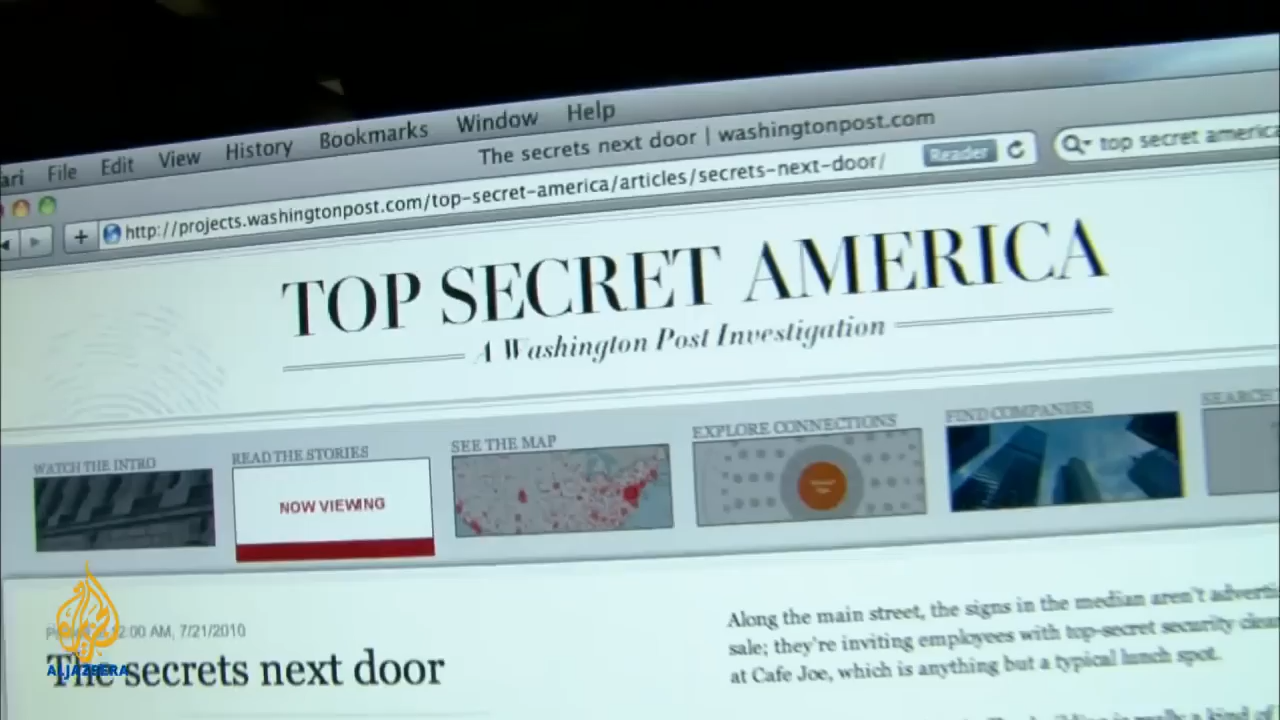 File Edit View History Bookmarks Window Help
The secrets next door | washingtonpost.com
http://projects.washingtonpost.com/top-secret-america/articles/secrets-next-door/ Reader top secret america
TOP SECRET AMERICA
A Washington Post Investigation
WATCH THE INTRO
READ THE STORIES
SEE THE MAP
EXPLORE CONNECTIONS
FIND COMPANIES
SEARCH
NOW VIEWING
2:00 AM, 7/21/2010
The secrets next door
Along the main street, the signs in the median aren't
sale; they're inviting employees with top-secret security
at Cafe Joe, which is anything but a typical lunch spot.
ALJAZEERA